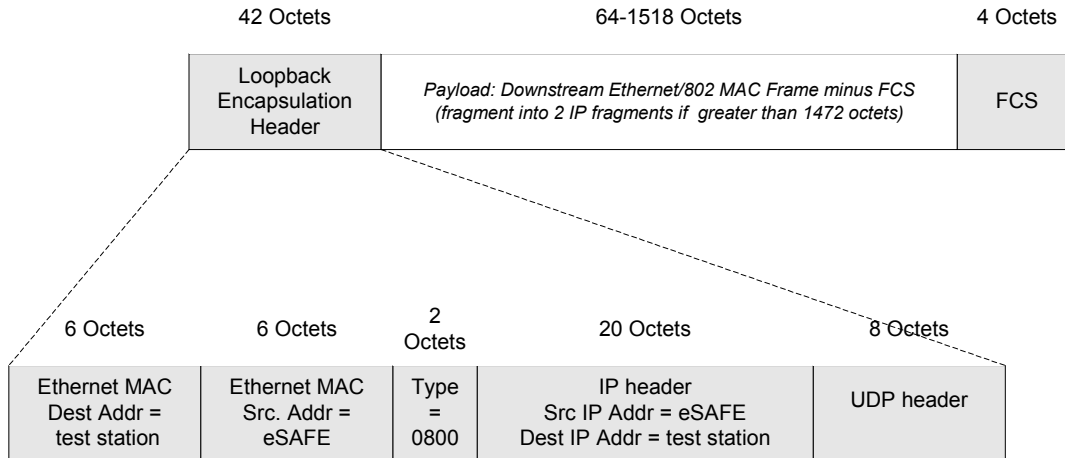 42 Octets 64-1518 Octets 4 Octets
Loopback
Encapsulation
Header
Payload: Downstream Ethernet/802 MAC Frame minus FCS
(fragment into 2 IP fragments if greater than 1472 octets)
FCS
6 Octets 6 Octets
2
Octets
20 Octets 8 Octets
Ethernet MAC
Dest Addr =
test station
Ethernet MAC
Src. Addr =
eSAFE
Type
=
0800
IP header
Src IP Addr = eSAFE
Dest IP Addr = test station
UDP header